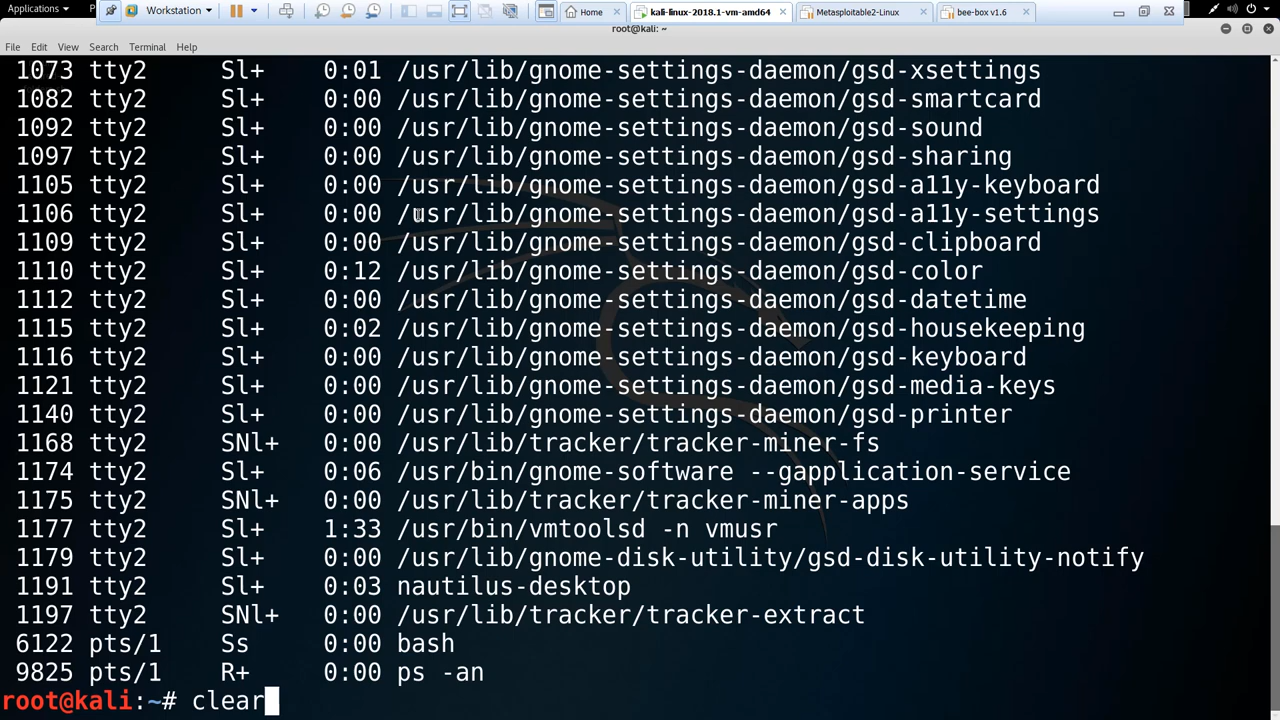 Workstation Home kali-linux-2018.1-vm-amd64 Metasploitable2-Linux bee-box v1.6
Applications
root@kali: ~
File Edit View Search Terminal Help
1073 tty2 Sl+ 0:01 /usr/lib/gnome-settings-daemon/gsd-xsettings
1082 tty2 Sl+ 0:00 /usr/lib/gnome-settings-daemon/gsd-smartcard
1092 tty2 Sl+ 0:00 /usr/lib/gnome-settings-daemon/gsd-sound
1097 tty2 Sl+ 0:00 /usr/lib/gnome-settings-daemon/gsd-sharing
1105 tty2 Sl+ 0:00 /usr/lib/gnome-settings-daemon/gsd-a11y-keyboard
1106 tty2 Sl+ 0:00 /usr/lib/gnome-settings-daemon/gsd-a11y-settings
1109 tty2 Sl+ 0:00 /usr/lib/gnome-settings-daemon/gsd-clipboard
1110 tty2 Sl+ 0:12 /usr/lib/gnome-settings-daemon/gsd-color
1112 tty2 Sl+ 0:00 /usr/lib/gnome-settings-daemon/gsd-datetime
1115 tty2 Sl+ 0:02 /usr/lib/gnome-settings-daemon/gsd-housekeeping
1116 tty2 Sl+ 0:00 /usr/lib/gnome-settings-daemon/gsd-keyboard
1121 tty2 Sl+ 0:00 /usr/lib/gnome-settings-daemon/gsd-media-keys
1140 tty2 Sl+ 0:00 /usr/lib/gnome-settings-daemon/gsd-printer
1168 tty2 SNl+ 0:00 /usr/lib/tracker/tracker-miner-fs
1174 tty2 Sl+ 0:06 /usr/bin/gnome-software --gapplication-service
1175 tty2 SNl+ 0:00 /usr/lib/tracker/tracker-miner-apps
1177 tty2 Sl+ 1:33 /usr/bin/vmtoolsd -n vmusr
1179 tty2 Sl+ 0:00 /usr/lib/gnome-disk-utility/gsd-disk-utility-notify
1191 tty2 Sl+ 0:03 nautilus-desktop
1197 tty2 SNl+ 0:00 /usr/lib/tracker/tracker-extract
6122 pts/1 Ss 0:00 bash
9825 pts/1 R+ 0:00 ps -an
root@kali:~# clear